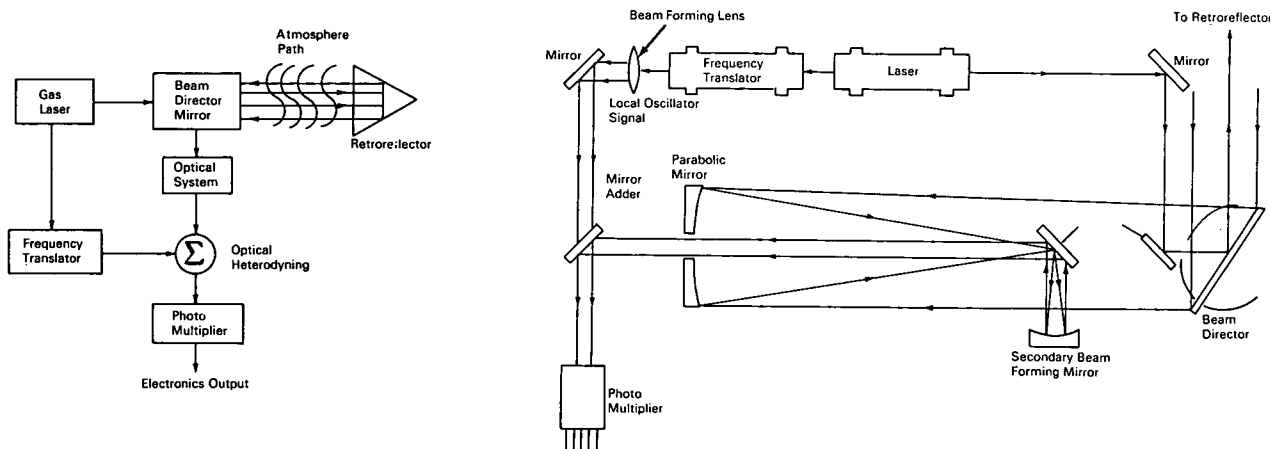 Atmosphere
Path
Gas
Laser
Beam
Director
Mirror
Retroreflector
Optical
System
Frequency
Translator
Σ
Optical
Heterodyning
Photo
Multiplier
Electronics Output
Beam Forming Lens
To Retroreflector
Mirror
Frequency
Translator
Laser
Mirror
Local Oscillator
Signal
Parabolic
Mirror
Mirror
Adder
Beam
Director
Secondary Beam
Forming Mirror
Photo
Multiplier